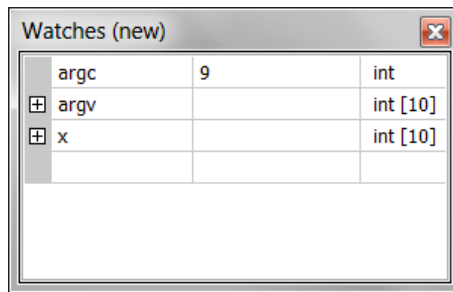 Watches (new)
argc 9 int
argv int [10]
x int [10]